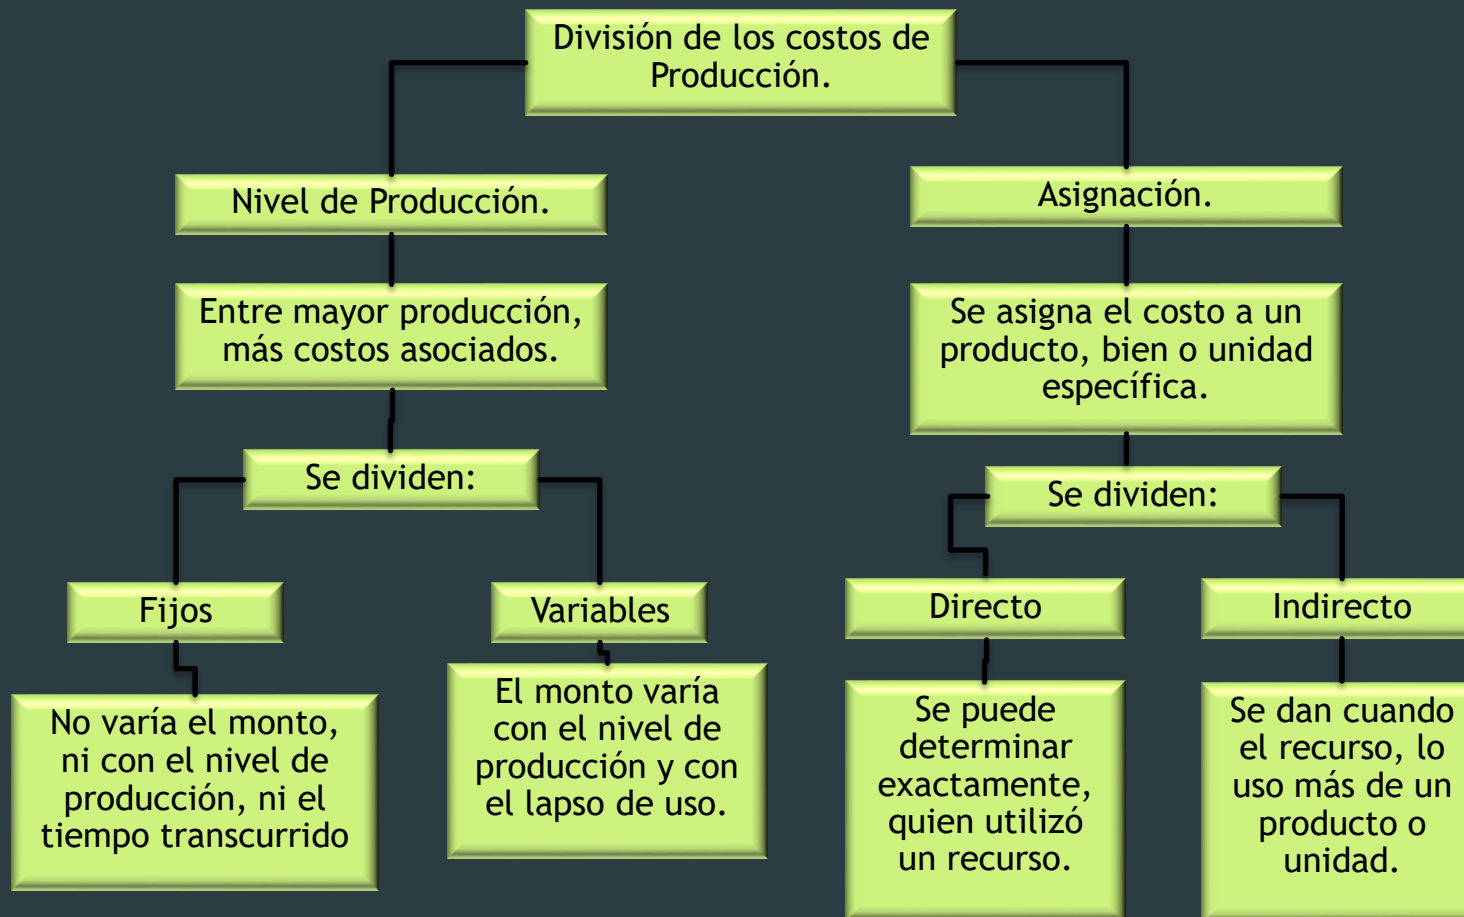 División de los costos de
Producción.
Nivel de Producción.
Asignación.
Entre mayor producción,
más costos asociados.
Se asigna el costo a un
producto, bien o unidad
específica.
Se dividen:
Se dividen:
Fijos
Variables
Directo
Indirecto
No varía el monto,
ni con el nivel de
producción, ni el
tiempo transcurrido
El monto varía
con el nivel de
producción y con
el lapso de uso.
Se puede
determinar
exactamente,
quien utilizó
un recurso.
Se dan cuando
el recurso, lo
uso más de un
producto o
unidad.